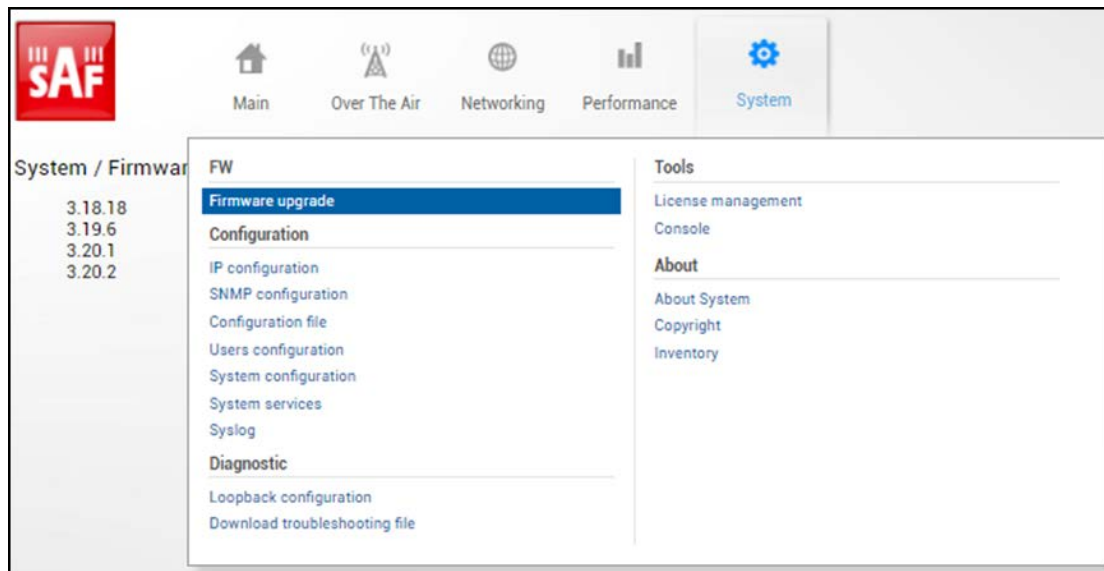 SAF
Main
Over The Air
Networking
Performance
System
System / Firmwar
3.18.18
3.19.6
3.20.1
3.20.2
FW
Firmware upgrade
Configuration
IP configuration
SNMP configuration
Configuration file
Users configuration
System configuration
System services
Syslog
Diagnostic
Loopback configuration
Download troubleshooting file
Tools
License management
Console
About
About System
Copyright
Inventory